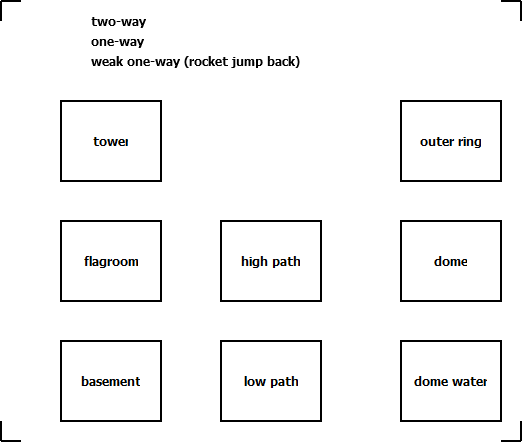 two-way
one-way
weak one-way (rocket jump back)
tower
outer ring
flagroom
high path
dome
basement
low path
dome water